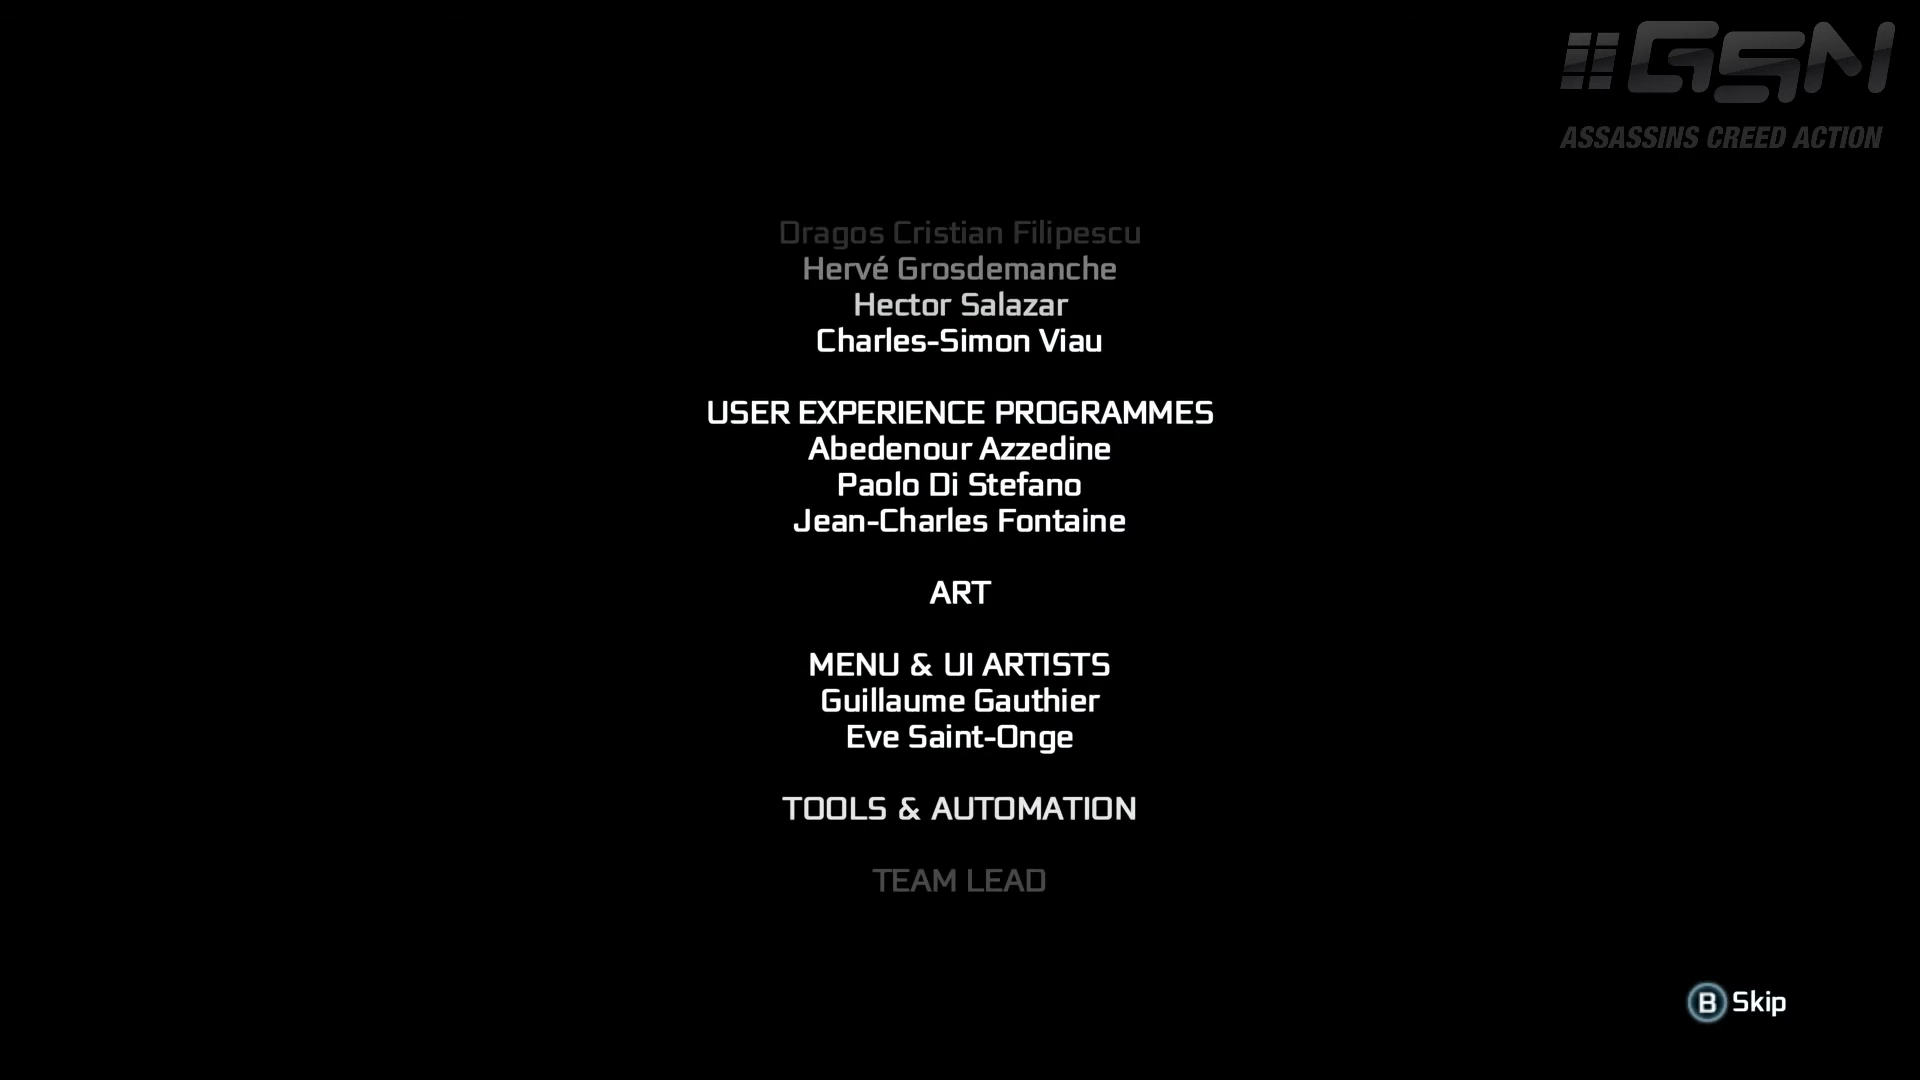 GSN
ASSASSINS CREED ACTION
Dragos Cristian Filipescu
Hervé Grosdemanche
Hector Salazar
Charles-Simon Viau
USER EXPERIENCE PROGRAMMES
Abedenour Azzedine
Paolo Di Stefano
Jean-Charles Fontaine
ART
MENU & UI ARTISTS
Guillaume Gauthier
Eve Saint-Onge
TOOLS & AUTOMATION
TEAM LEAD
B Skip